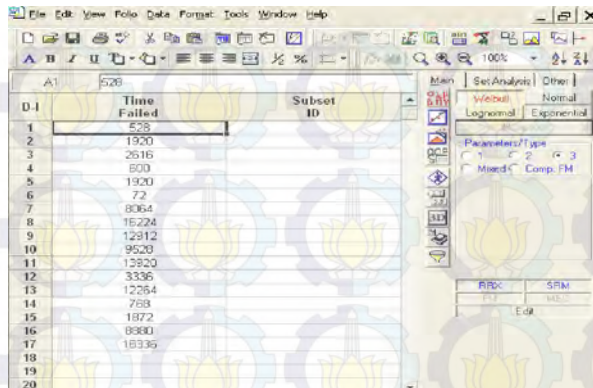 File Edit View Folio Data Format Tools Window Help
A B I U 100%
A1 528
Main Set Analysis Other
D-I Time Failed Subset ID
Weibull Normal
Lognormal Exponential
Parameters/Type
1 2 3
Mixed Comp. FM
1 528
2 1920
3 2616
4 600
5 1920
6 72
7 8064
8 16224
9 12912
10 9528
11 13920
12 3336
13 12264
14 768
15 1872
16 8880
17 18336
18
19
20
RRX SRM
Edit